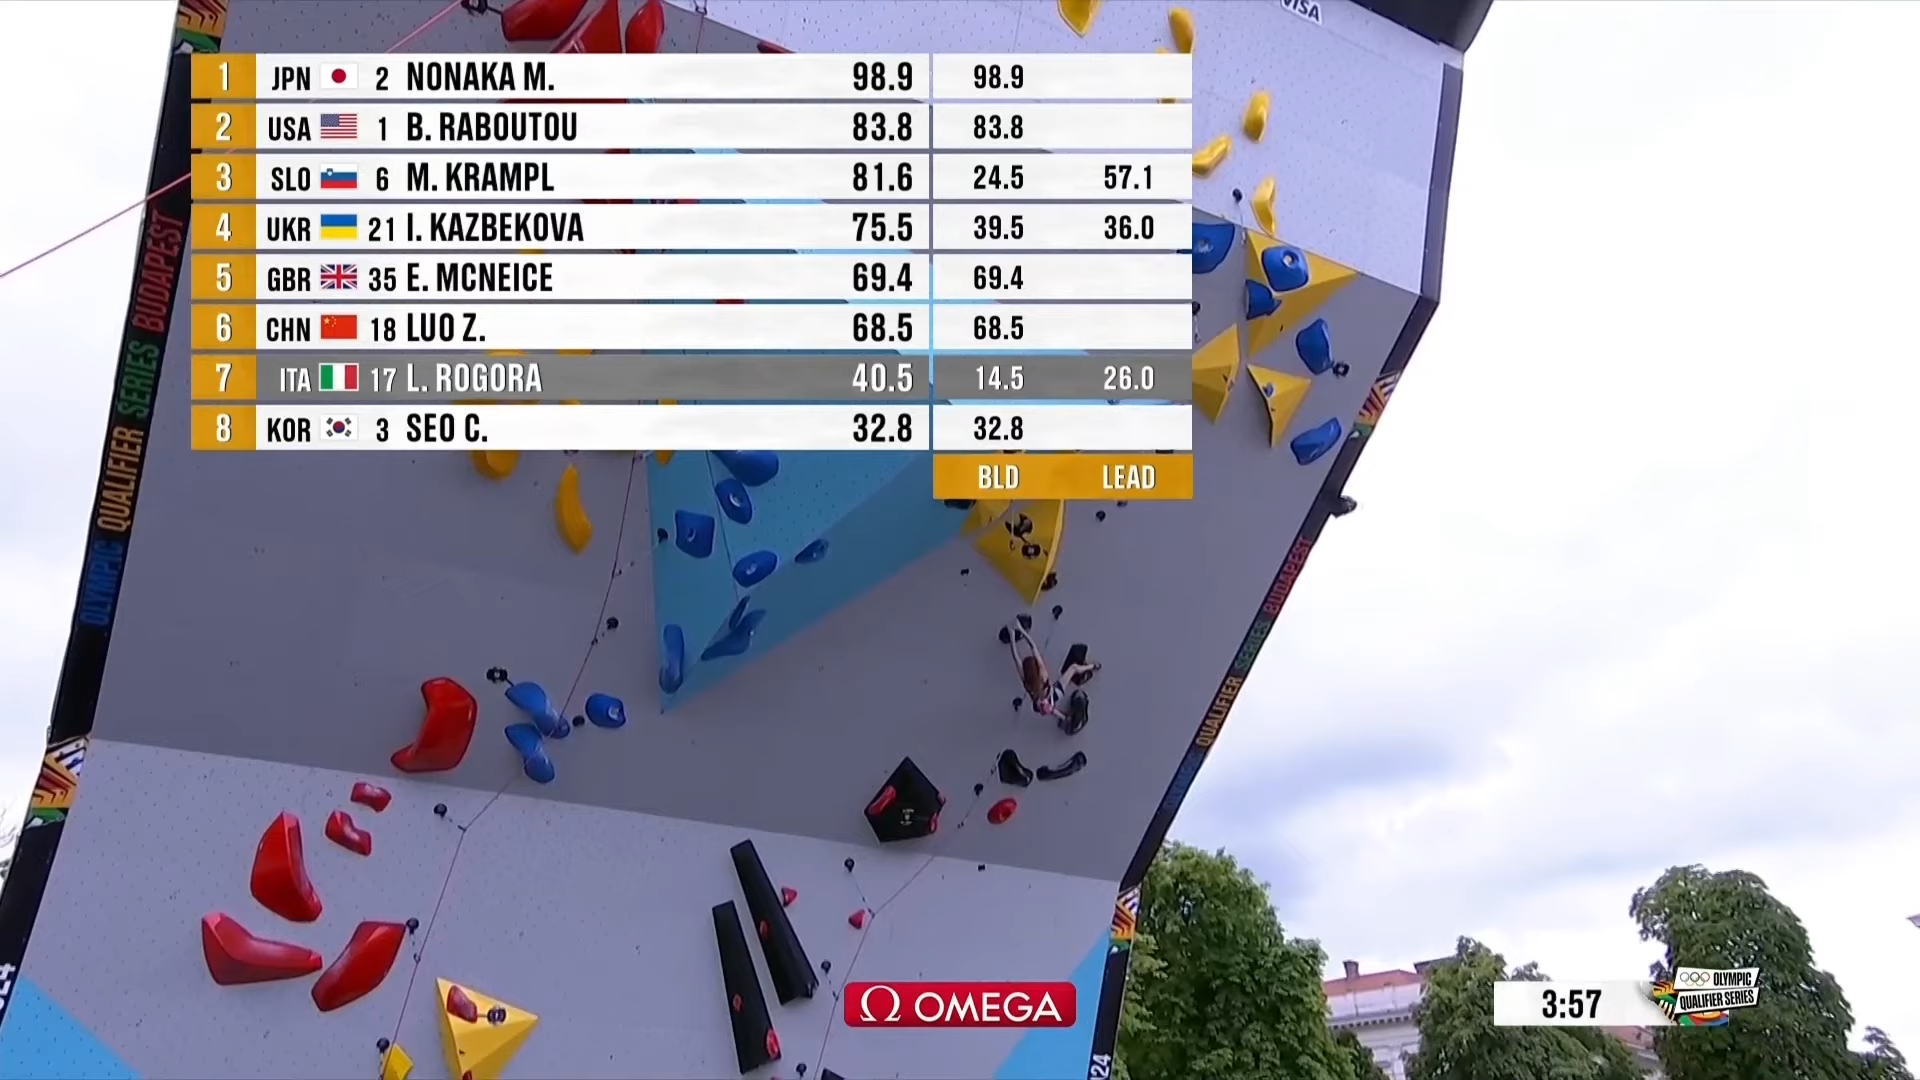 VISA
1 JPN 2 NONAKA M. 98.9 98.9
2 USA 1 B. RABOUTOU 83.8 83.8
3 SLO 6 M. KRAMPL 81.6 24.5 57.1
4 UKR 21 I. KAZBEKOVA 75.5 39.5 36.0
5 GBR 35 E. MCNEICE 69.4 69.4
6 CHN 18 LUO Z. 68.5 68.5
7 ITA 17 L. ROGORA 40.5 14.5 26.0
8 KOR 3 SEO C. 32.8 32.8
BLD LEAD
OLYMPIC QUALIFIER SERIES BUDAPEST
QUALIFIER SERIES BUDAPEST
Ω OMEGA
3:57
OLYMPIC
QUALIFIER SERIES